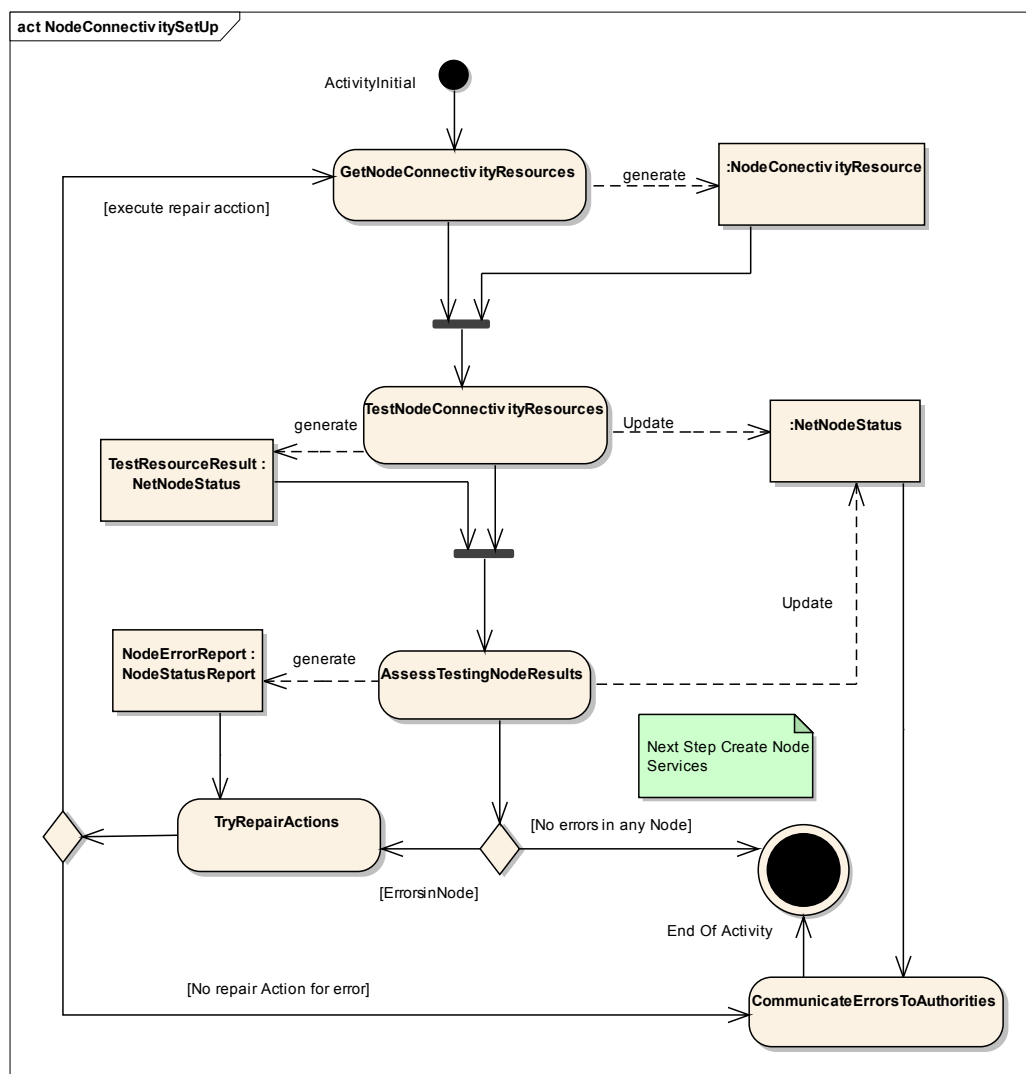 act NodeConnectivitySetUp
ActivityInitial
GetNodeConnectivityResources
generate
:NodeConectivityResource
[execute repair acction]
TestNodeConnectivityResources
generate
Update
:NetNodeStatus
TestResourceResult :
NetNodeStatus
Update
NodeErrorReport :
NodeStatusReport
generate
AssessTestingNodeResults
Next Step Create Node
Services
TryRepairActions
[No errors in any Node]
[ErrorsinNode]
End Of Activity
[No repair Action for error]
CommunicateErrorsToAuthorities